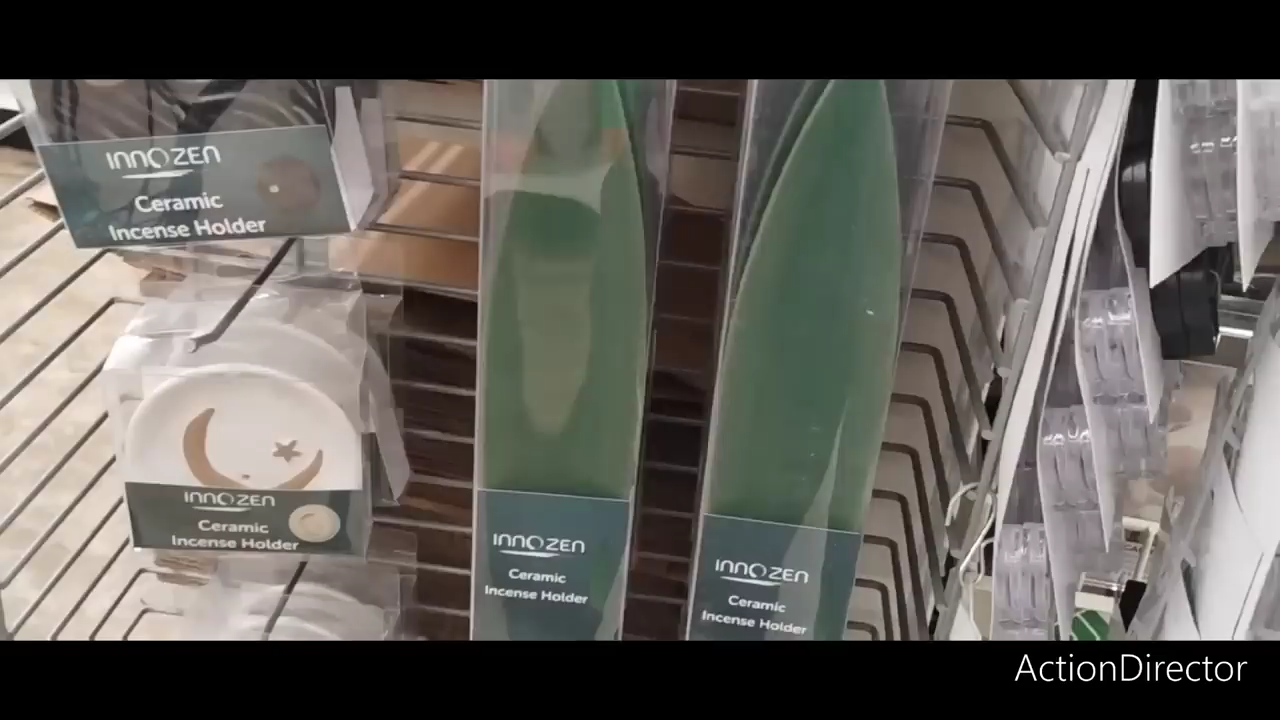 INNOZEN
Ceramic
Incense Holder
INNOZEN
Ceramic
Incense Holder
INNOZEN
Ceramic
Incense Holder
INNOZEN
Ceramic
Incense Holder
ActionDirector